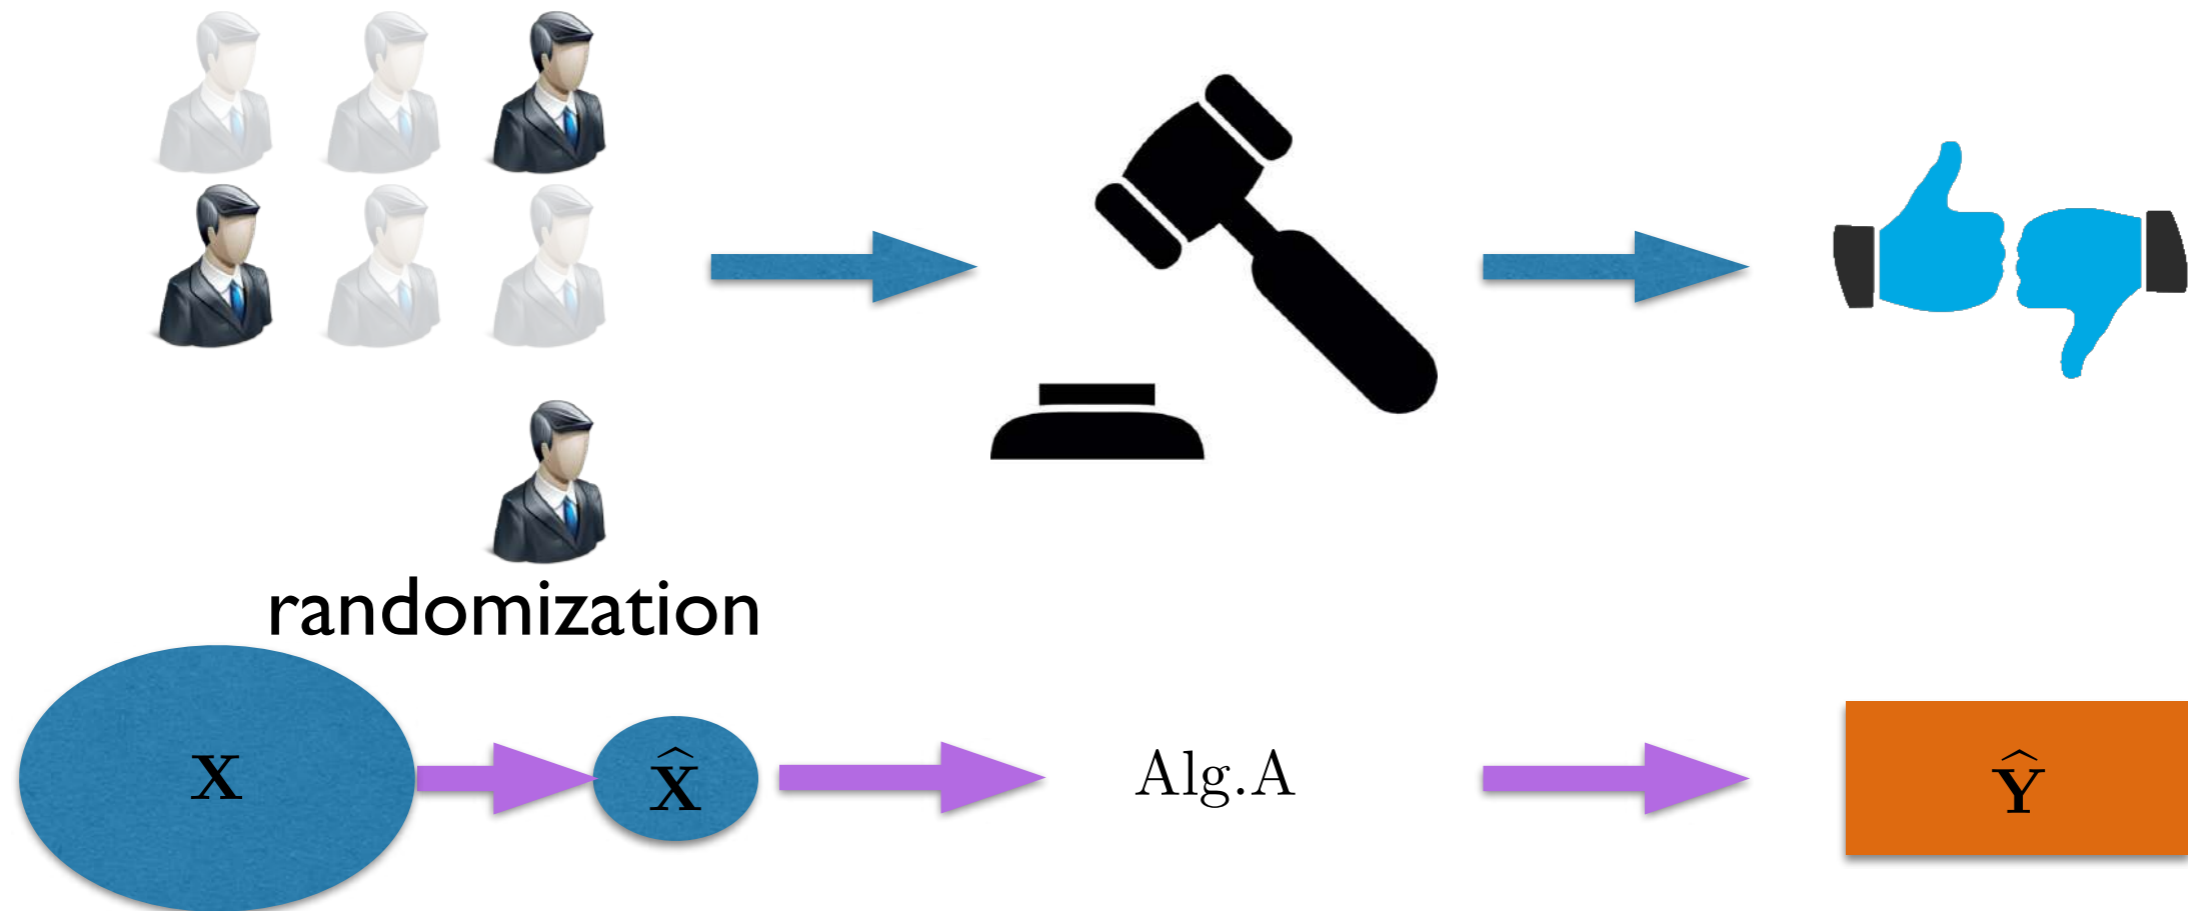 randomization
X
X̂
Alg.A
Ŷ